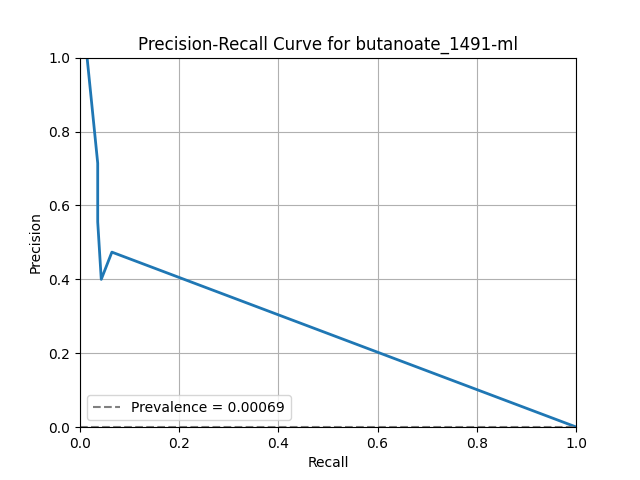 Precision-Recall Curve for butanoate_1491-ml
1.0
0.8
0.6
0.4
0.2
0.0
Precision
Prevalence = 0.00069
0.0 0.2 0.4 0.6 0.8 1.0
Recall